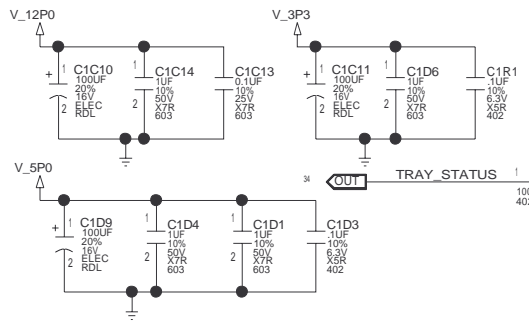 V_12P0
+
1
2
C1C10
100UF
20%
16V
ELEC
RDL
1
2
C1C14
1UF
10%
50V
X7R
603
C1C13
0.1UF
10%
25V
X7R
603
V_3P3
+
1
2
C1C11
100UF
20%
16V
ELEC
RDL
1
2
C1D6
1UF
10%
50V
X7R
603
C1R1
.1UF
10%
6.3V
X5R
402
V_5P0
+
1
2
C1D9
100UF
20%
16V
ELEC
RDL
1
2
C1D4
1UF
10%
50V
X7R
603
1
2
C1D1
1UF
10%
50V
X7R
603
C1D3
.1UF
10%
6.3V
X5R
402
34
OUT
TRAY_STATUS
1
100
402